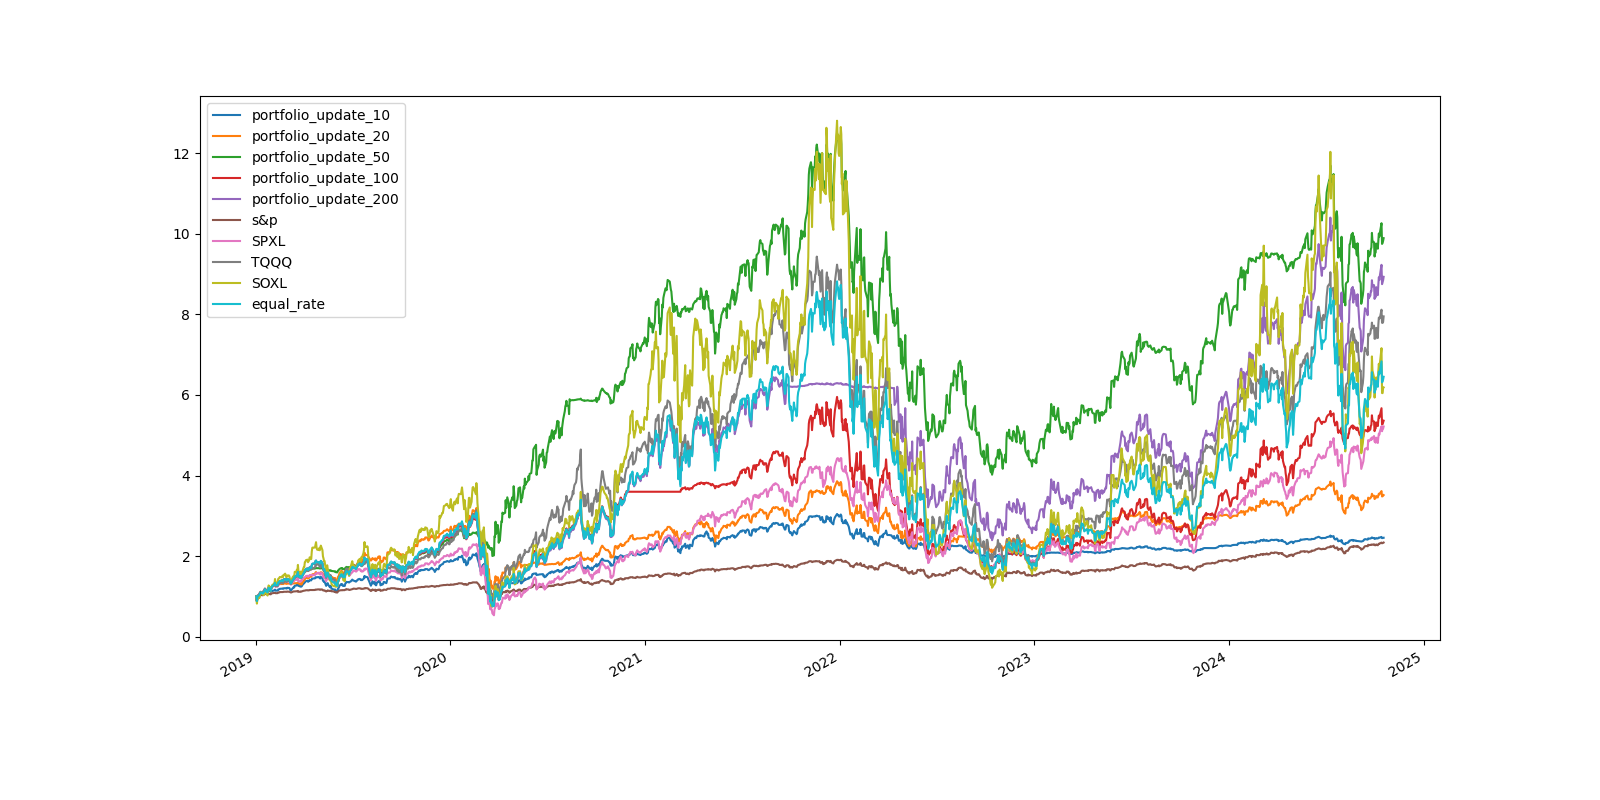 portfolio_update_10
portfolio_update_20
portfolio_update_50
portfolio_update_100
portfolio_update_200
s&p
SPXL
TQQQ
SOXL
equal_rate
12
10
8
6
4
2
0
2019 2020 2021 2022 2023 2024 2025